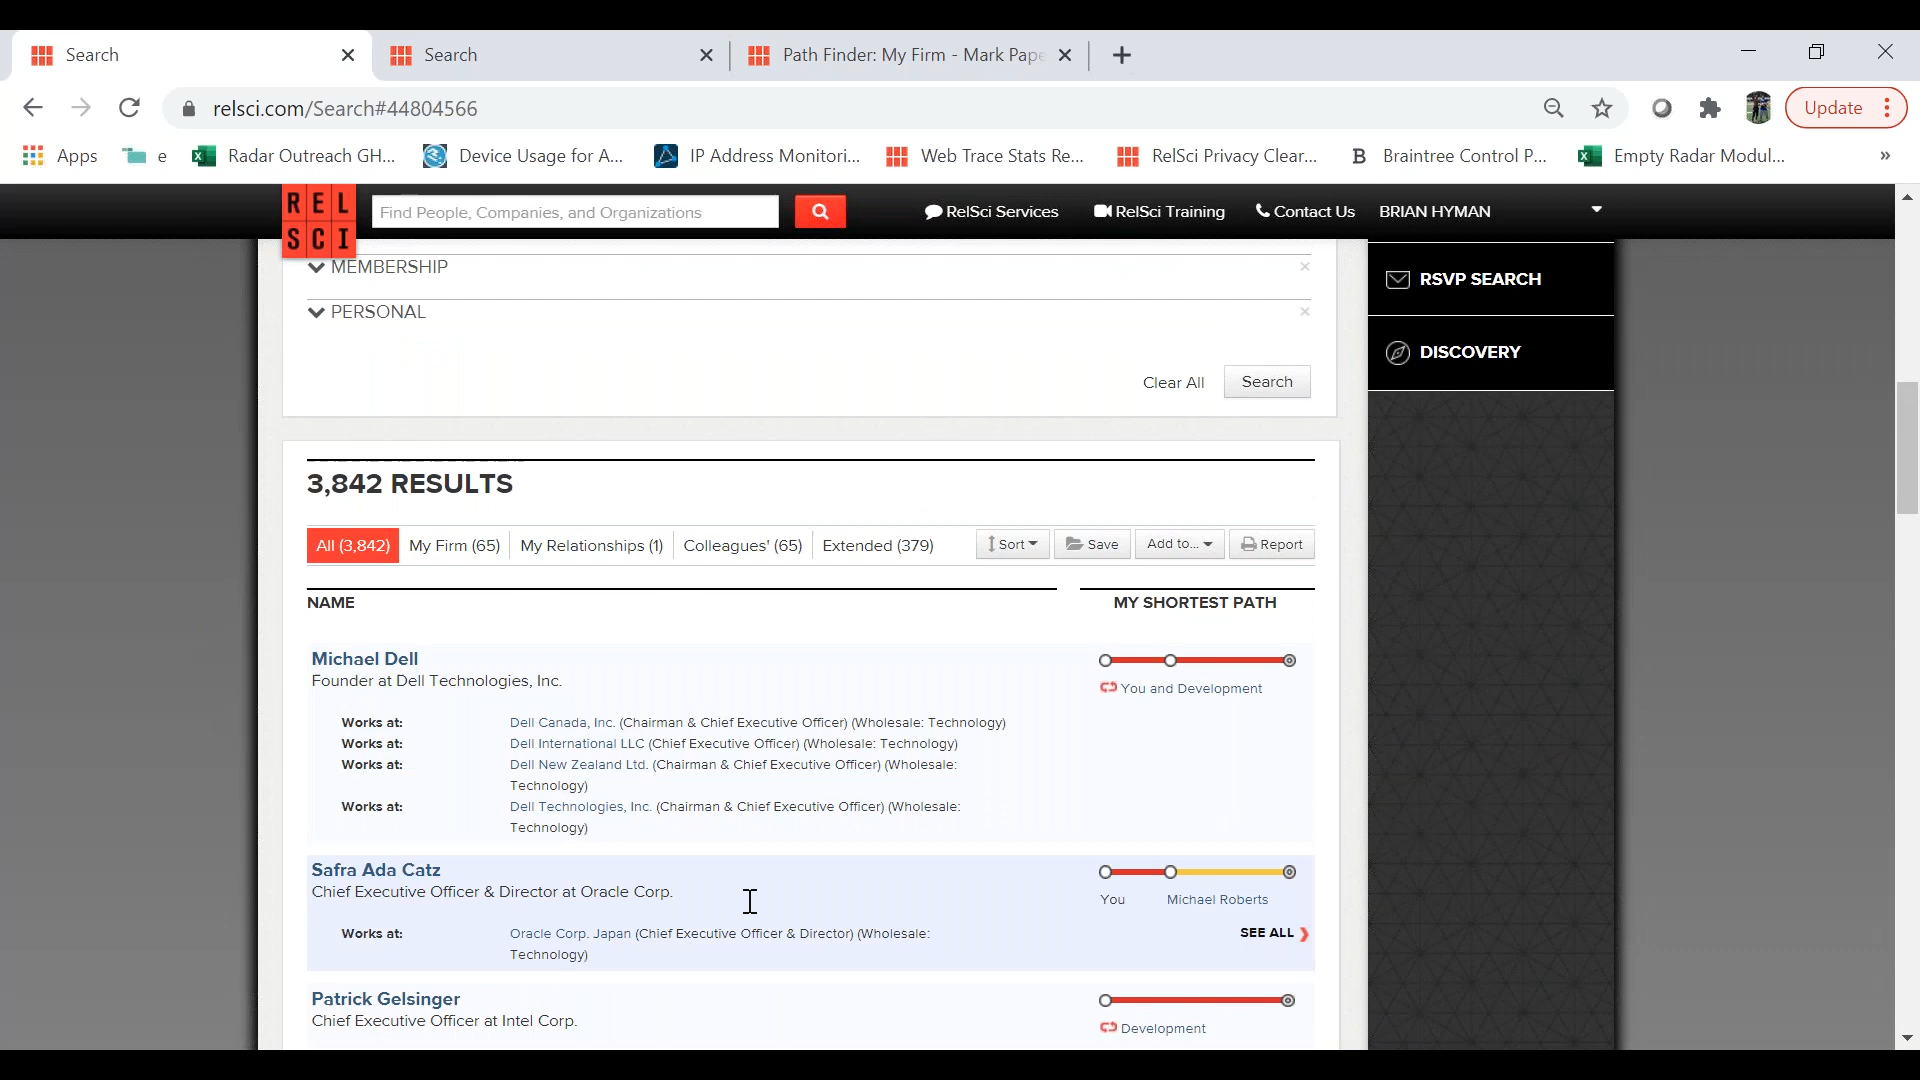 Search
Search
Path Finder: My Firm - Mark Pape
relsci.com/Search#44804566
Update
Apps
e
Radar Outreach GH...
Device Usage for A...
IP Address Monitori...
Web Trace Stats Re...
RelSci Privacy Clear...
B
Braintree Control P...
Empty Radar Modul...
»
REL
SCI
Find People, Companies, and Organizations
RelSci Services
RelSci Training
Contact Us
BRIAN HYMAN
MEMBERSHIP
PERSONAL
Clear All
Search
RSVP SEARCH
DISCOVERY
3,842 RESULTS
All (3,842)
My Firm (65)
My Relationships (1)
Colleagues' (65)
Extended (379)
Sort
Save
Add to...
Report
NAME
MY SHORTEST PATH
Michael Dell
Founder at Dell Technologies, Inc.
You and Development
Works at: Dell Canada, Inc. (Chairman & Chief Executive Officer) (Wholesale: Technology)
Works at: Dell International LLC (Chief Executive Officer) (Wholesale: Technology)
Works at: Dell New Zealand Ltd. (Chairman & Chief Executive Officer) (Wholesale:
Technology)
Works at: Dell Technologies, Inc. (Chairman & Chief Executive Officer) (Wholesale:
Technology)
Safra Ada Catz
Chief Executive Officer & Director at Oracle Corp.
You
Michael Roberts
Works at: Oracle Corp. Japan (Chief Executive Officer & Director) (Wholesale:
Technology)
SEE ALL
Patrick Gelsinger
Chief Executive Officer at Intel Corp.
Development